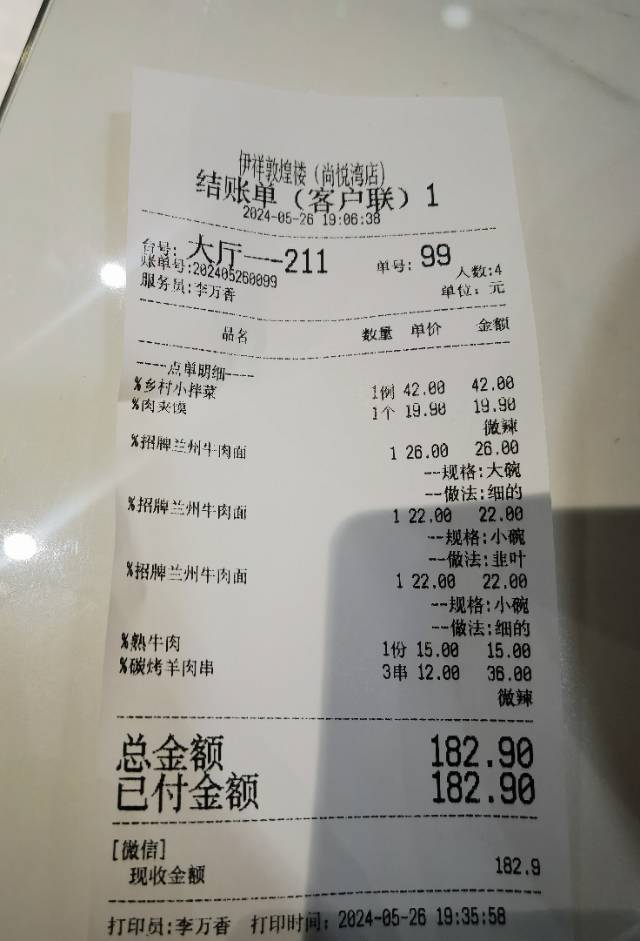 伊祥敦煌楼（尚悦湾店）
结账单（客户联）1
2024-05-26 19:06:38
台号: 大厅----211 单号: 99
账单号:202405260099 人数:4
服务员:李万香 单位: 元
品名 数量 单价 金额
-----点单明细-----
%乡村小拌菜 1例 42.00 42.00
%肉夹馍 1个 19.90 19.90
微辣
%招牌兰州牛肉面 1 26.00 26.00
--规格:大碗
--做法:细的
%招牌兰州牛肉面 1 22.00 22.00
--规格:小碗
--做法:韭叶
%招牌兰州牛肉面 1 22.00 22.00
--规格:小碗
--做法:细的
%熟牛肉 1份 15.00 15.00
%碳烤羊肉串 3串 12.00 36.00
微辣
总金额 182.90
已付金额 182.90
[微信]
现收金额 182.9
打印员:李万香 打印时间: 2024-05-26 19:35:58